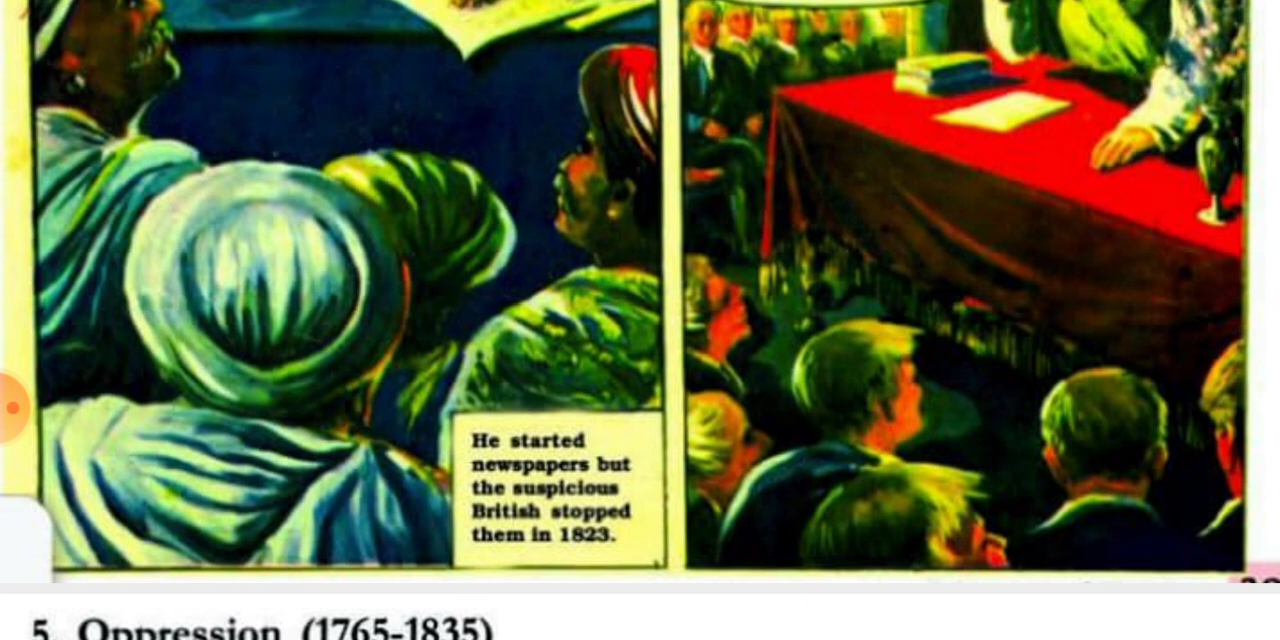 He started
newspapers but
the suspicious
British stopped
them in 1823.
5. Oppression (1765-1835)